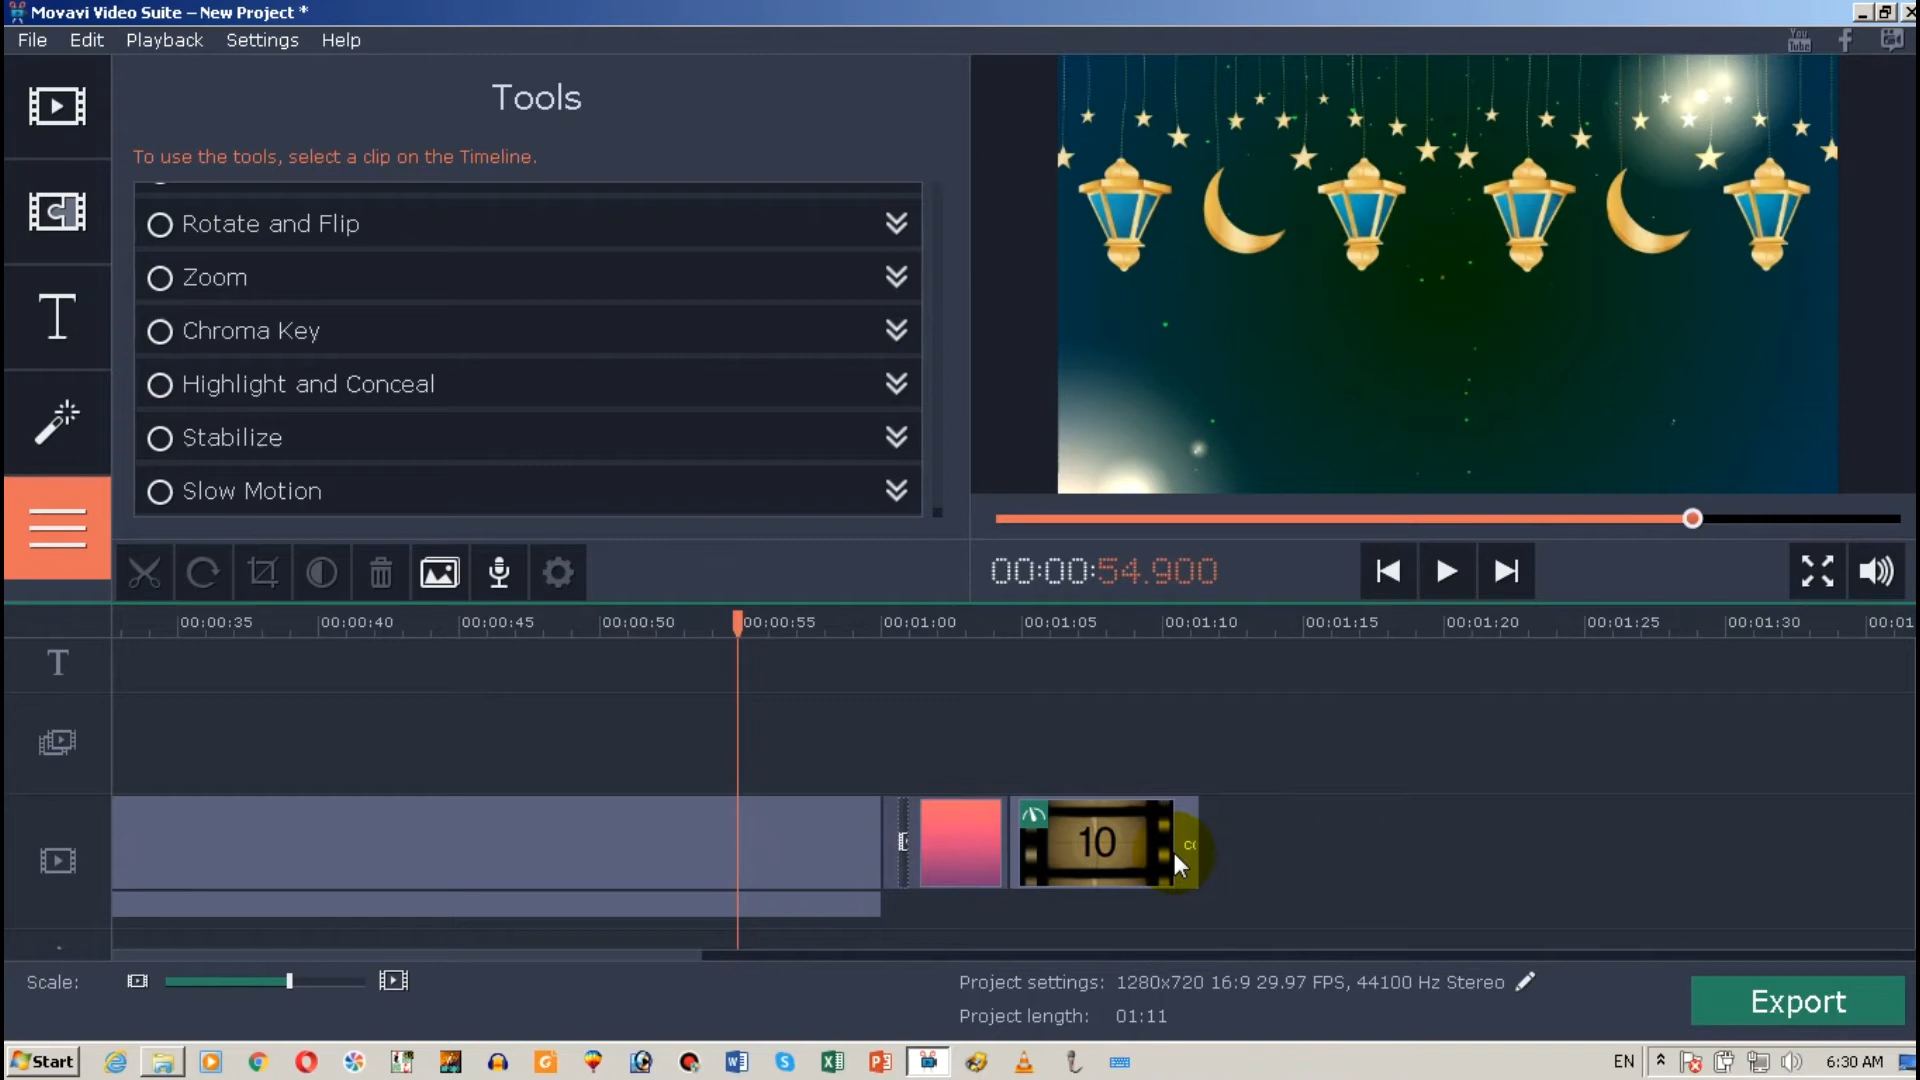 Movavi Video Suite – New Project *
File Edit Playback Settings Help
You Tube
Tools
To use the tools, select a clip on the Timeline.
Rotate and Flip
Zoom
Chroma Key
Highlight and Conceal
Stabilize
Slow Motion
00:00:54.900
00:00:35 00:00:40 00:00:45 00:00:50 00:00:55 00:01:00 00:01:05 00:01:10 00:01:15 00:01:20 00:01:25 00:01:30 00:01
T
10
Scale:
Project settings: 1280x720 16:9 29.97 FPS, 44100 Hz Stereo
Project length: 01:11
Export
Start
EN
6:30 AM